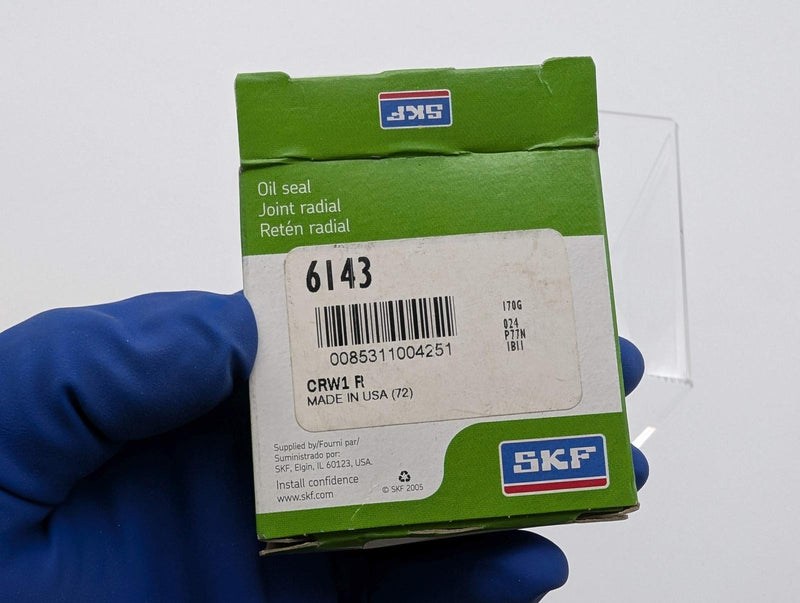 SKF
Oil seal
Joint radial
Retén radial
6143
0085311004251
170G
024
P77N
1B11
CRW1 R
MADE IN USA (72)
Supplied by/Fourni par/
Suministrado por:
SKF, Elgin, IL 60123, USA.
Install confidence
www.skf.com
© SKF 2005
SKF